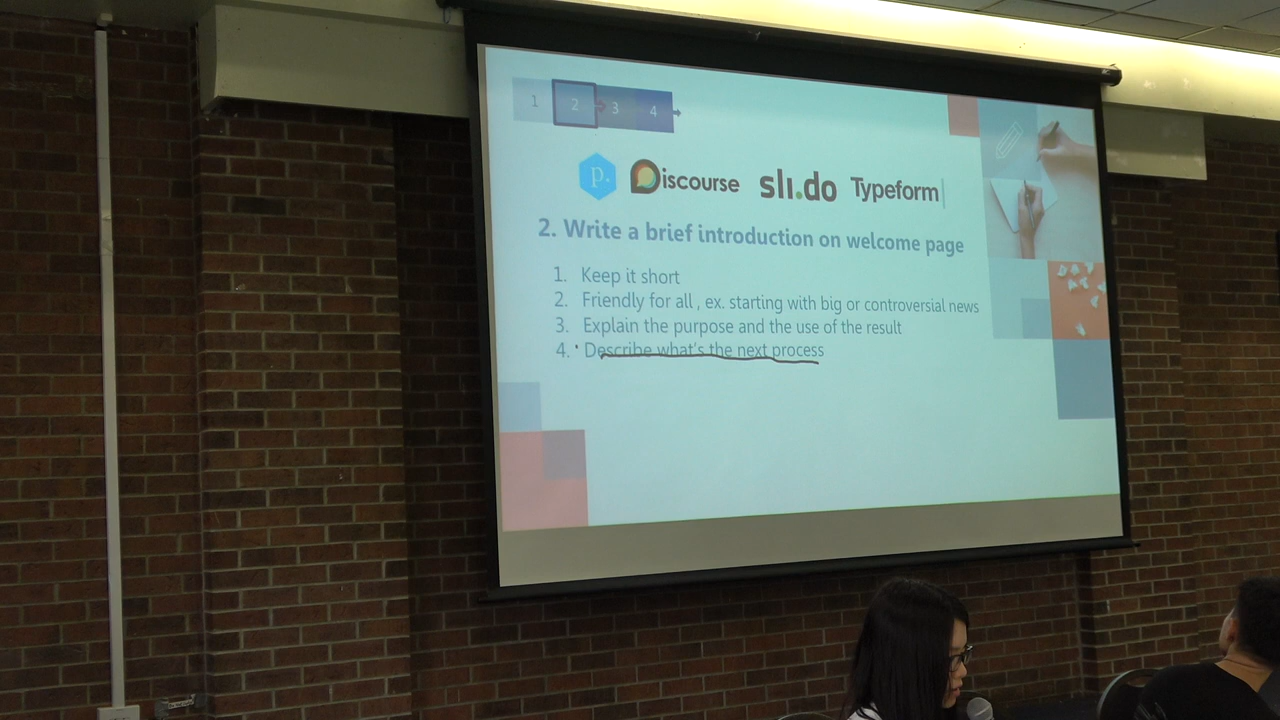 1 2 3 4
p. Discourse sli.do Typeform
2. Write a brief introduction on welcome page
1. Keep it short
2. Friendly for all , ex. starting with big or controversial news
3. Explain the purpose and the use of the result
4. Describe what's the next process